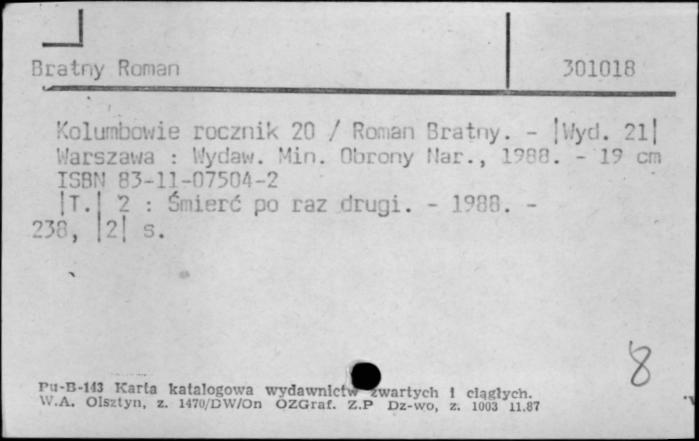 Bratny Roman 301018
Kolumbowie rocznik 20 / Roman Bratny. - |Wyd. 21|
Warszawa : Wydaw. Min. Obrony Nar., 1988. - 19 cm
ISBN 83-11-07504-2
|T.| 2 : Śmierć po raz drugi. - 1988. -
238, |2| s.
8
Pu-B-143 Karta katalogowa wydawnictw zwartych i ciągłych.
W.A. Olsztyn, z. 1470/DW/On OZGraf. Z.P Dz-wo, z. 1003 11.87